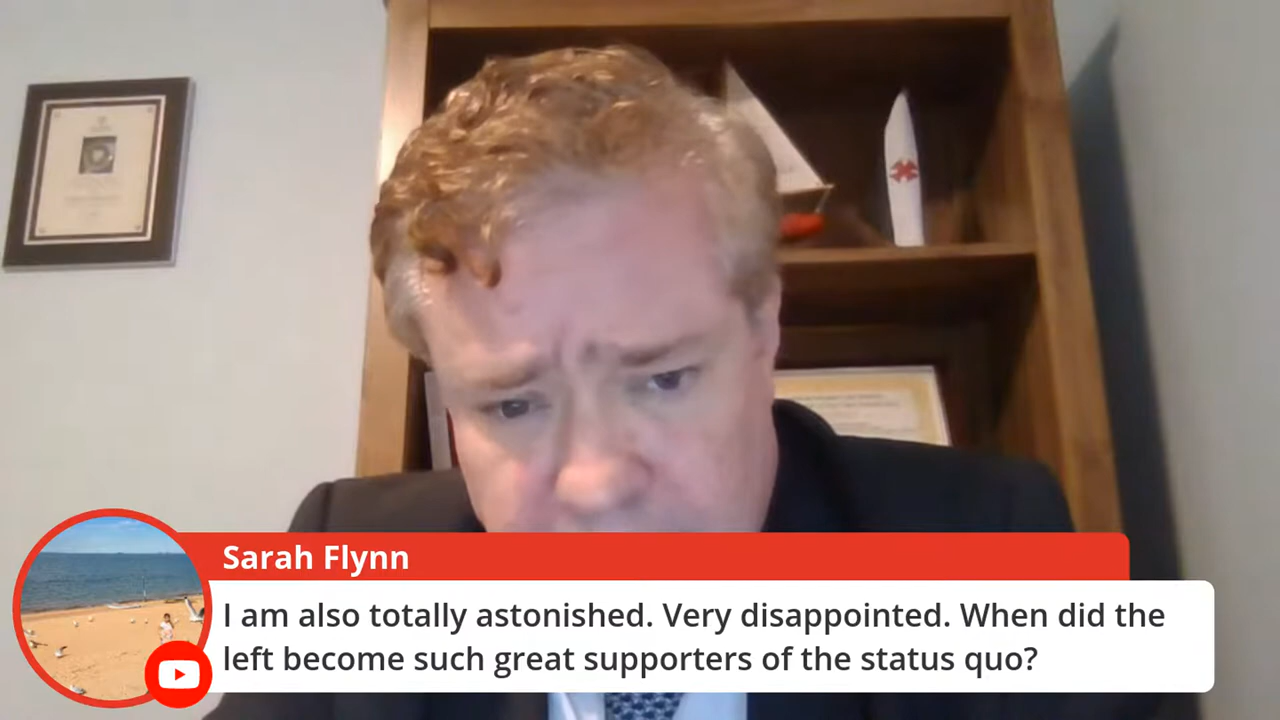 Sarah Flynn
I am also totally astonished. Very disappointed. When did the
left become such great supporters of the status quo?